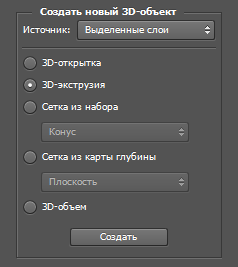 Создать новый 3D-объект
Источник: Выделенные слои
3D-открытка
3D-экструзия
Сетка из набора
Конус
Сетка из карты глубины
Плоскость
3D-объем
Создать